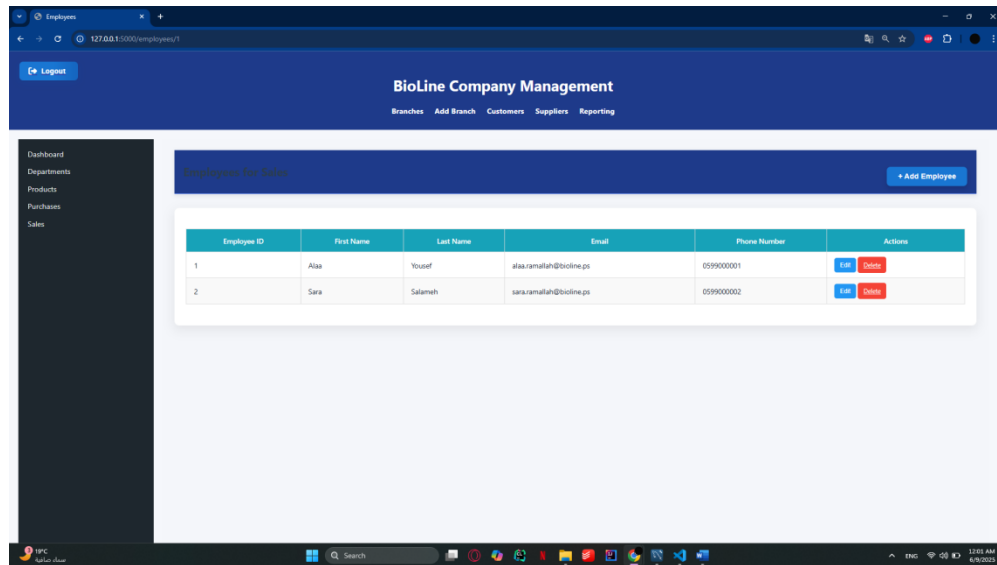 Employees
127.0.0.1:5000/employees/1
Logout
BioLine Company Management
Branches Add Branch Customers Suppliers Reporting
Dashboard
Departments
Products
Purchases
Sales
+ Add Employee
Employee ID First Name Last Name Email Phone Number Actions
1 Alaa Yousef alaa.ramallah@bioline.ps 0599000001 Edit Delete
2 Sara Salameh sara.ramallah@bioline.ps 0599000002 Edit Delete
19°C
سماء صافية
Search
ENG
12:01 AM
6/9/2025